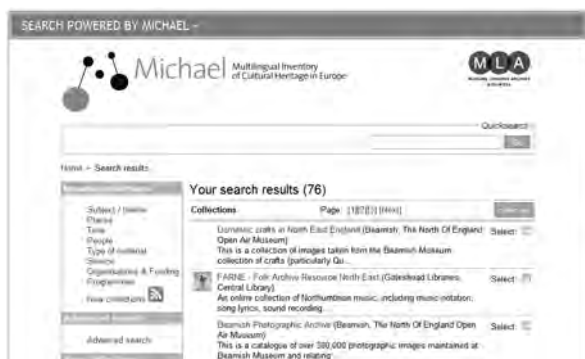 SEARCH POWERED BY MICHAEL -
Michael
Multilingual Inventory
of Cultural Heritage in Europe
MLA
Quicksearch
Home > Search results
Your search results (76)
Collections
Page:
Subject / theme
Places
Time
People
Type of material
Service
Organisations & Funding
Programmes
New collections
Advanced search
Domestic crafts in North East England (Beamish, The North Of England
Open Air Museum)
Select:
This is a collection of images taken from the Beamish Museum
collection of crafts (particularly Qu...
FARNE - Folk Archive Resource North East (Gateshead Libraries,
Central Library)
Select:
An online collection of Northumbrian music, including music notation,
song lyrics, sound recording
Beamish Photographic Archive (Beamish, The North Of England Open
Air Museum)
Select:
This is a catalogue of over 300,000 photographic images maintained at
Beamish Museum and relating